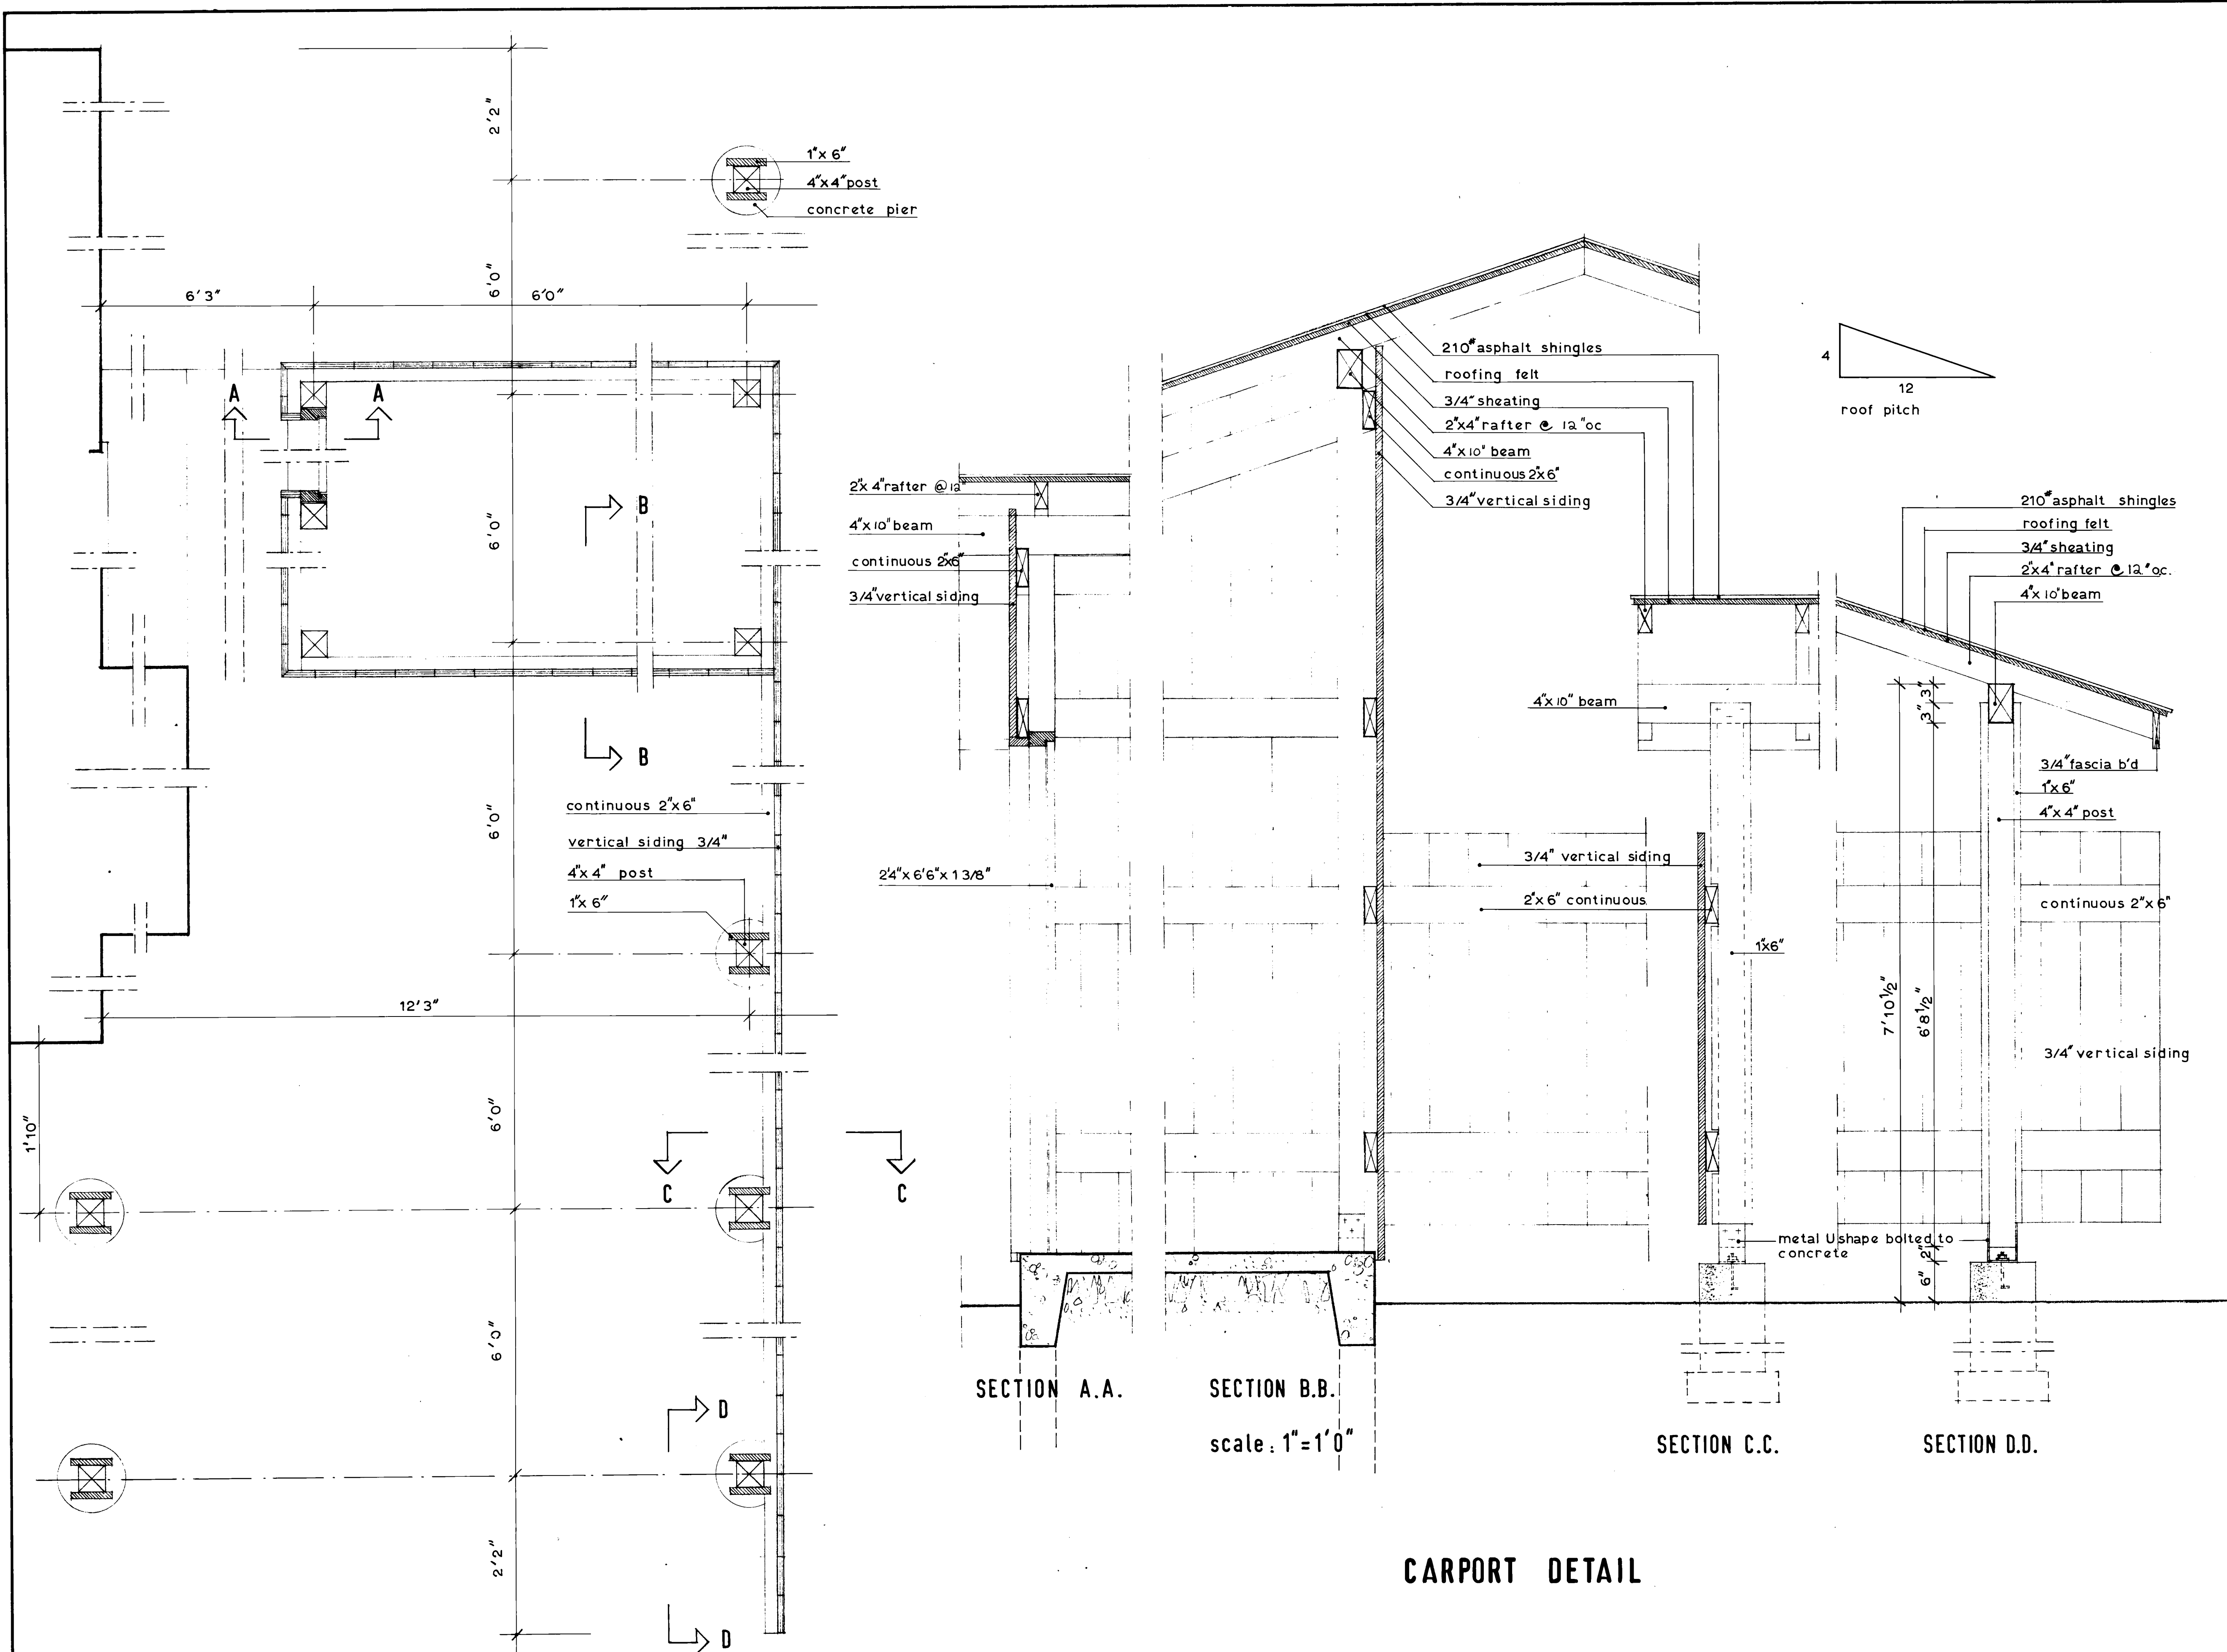 2'2"
1"x 6"
4"x4" post
concrete pier
6'0"
6'3"
6'0"
A
A
B
6'0"
B
continuous 2"x6"
vertical siding 3/4"
4"x 4" post
1"x 6"
6'0"
12'3"
6'0"
1'10"
C
C
6'0"
D
2'2"
D
2"x 4" rafter @ 12"
4"x 10" beam
continuous 2"x6"
3/4" vertical siding
2'4"x 6'6"x 1 3/8"
210# asphalt shingles
roofing felt
3/4" sheating
2"x4" rafter @ 12" oc
4"x 10" beam
continuous 2"x6"
3/4" vertical siding
4
12
roof pitch
4"x 10" beam
3/4" vertical siding
2"x 6" continuous
1"x6"
metal U shape bolted to
concrete
210# asphalt shingles
roofing felt
3/4" sheating
2"x4" rafter @ 12" o.c.
4"x 10" beam
3"
3"
3/4" fascia b'd
1"x 6"
4"x 4" post
continuous 2"x 6"
7'10 1/2"
6'8 1/2"
3/4" vertical siding
2"
6"
SECTION A.A.
SECTION B.B.
scale: 1"=1'0"
SECTION C.C.
SECTION D.D.
CARPORT DETAIL